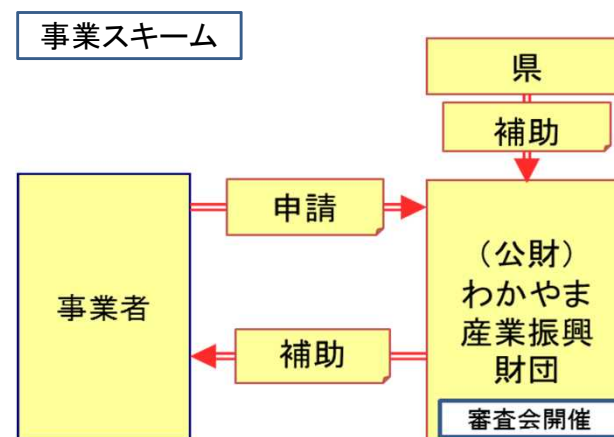 事業スキーム
県
補助
申請
事業者
（公財）
わかやま
産業振興
財団
補助
審査会開催